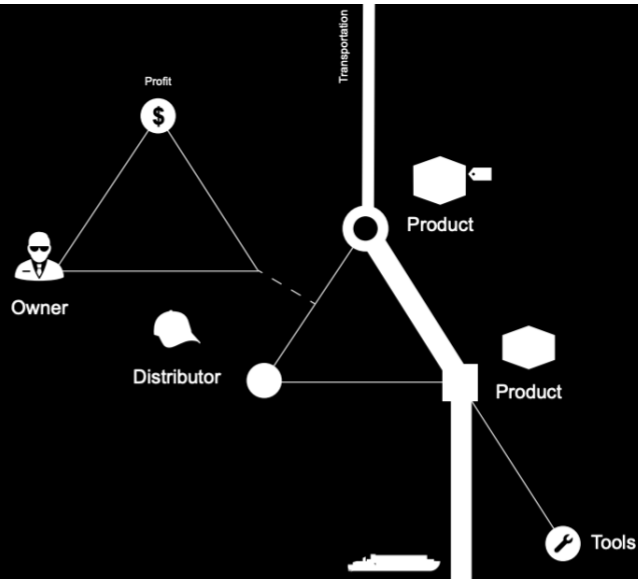 Transportation
Profit
$
Product
Owner
Distributor
Product
Tools